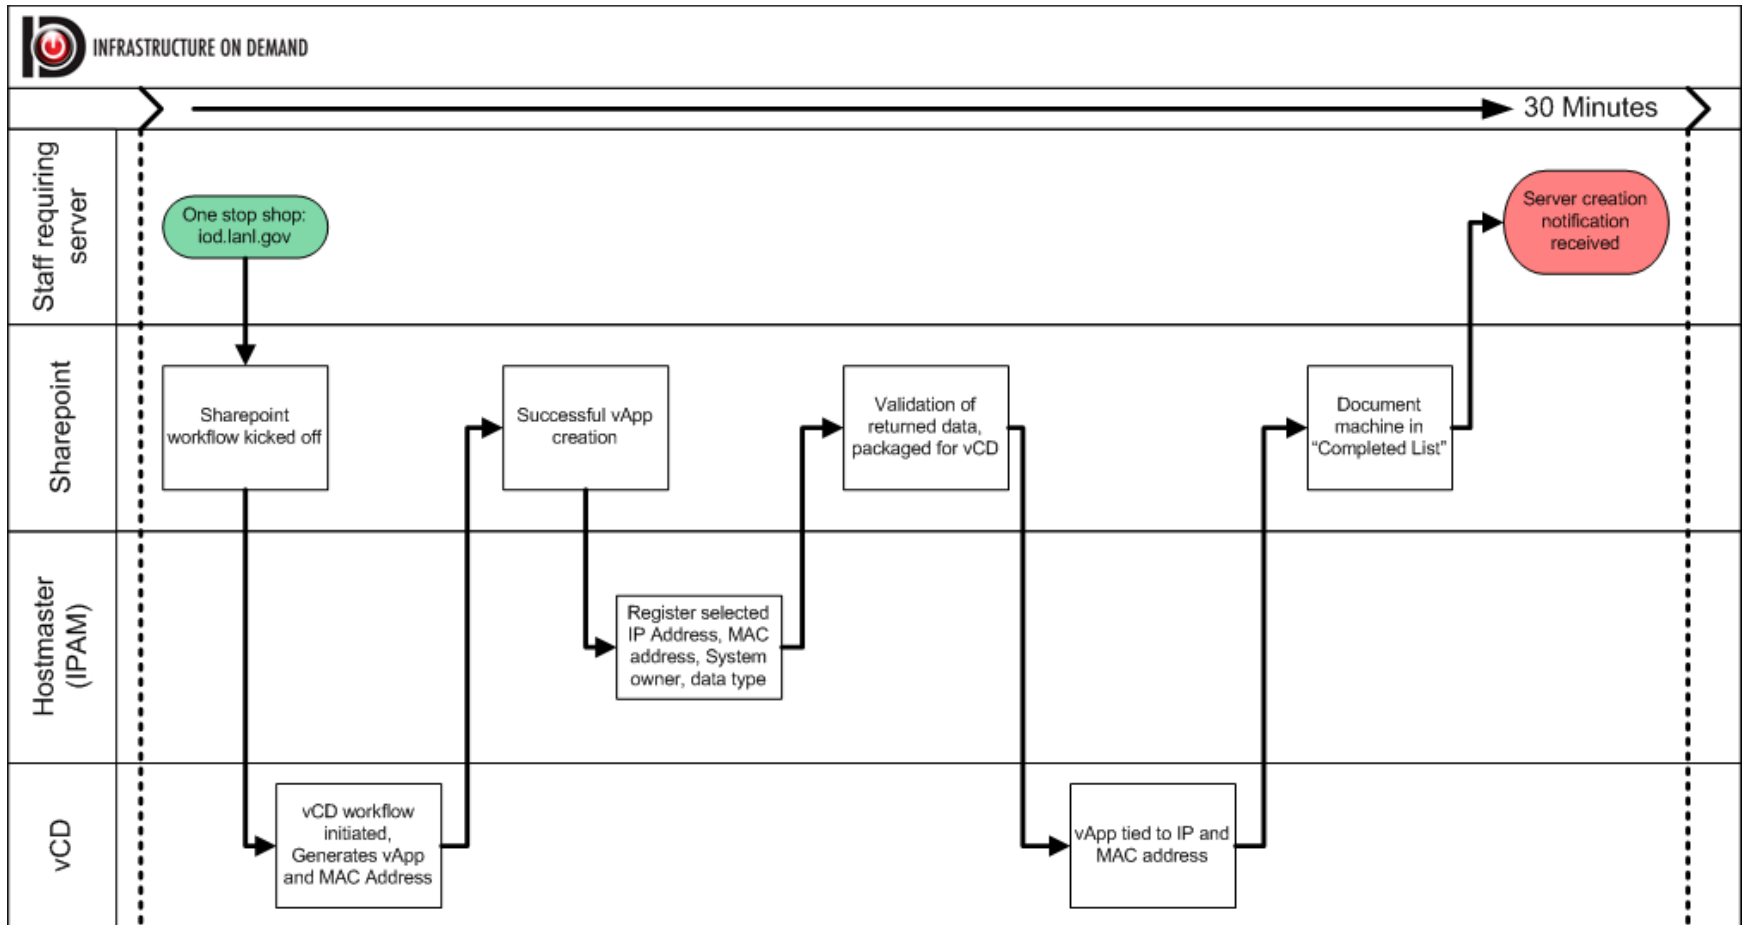 INFRASTRUCTURE ON DEMAND
30 Minutes
Staff requiring
server
One stop shop:
iod.lanl.gov
Server creation
notification
received
Sharepoint
Sharepoint
workflow kicked off
Successful vApp
creation
Validation of
returned data,
packaged for vCD
Document
machine in
“Completed List”
Hostmaster
(IPAM)
Register selected
IP Address, MAC
address, System
owner, data type
vCD
vCD workflow
initiated,
Generates vApp
and MAC Address
vApp tied to IP and
MAC address